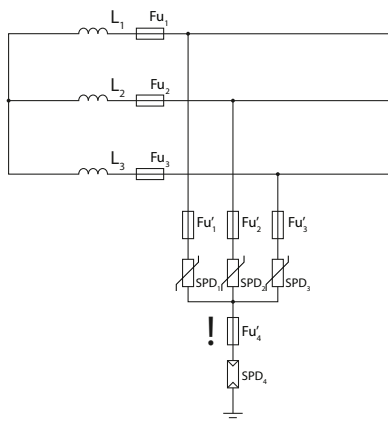 L₁ Fu₁
L₂ Fu₂
L₃ Fu₃
Fu'₁ Fu'₂ Fu'₃
SPD₁ SPD₂ SPD₃
! Fu'₄
SPD₄